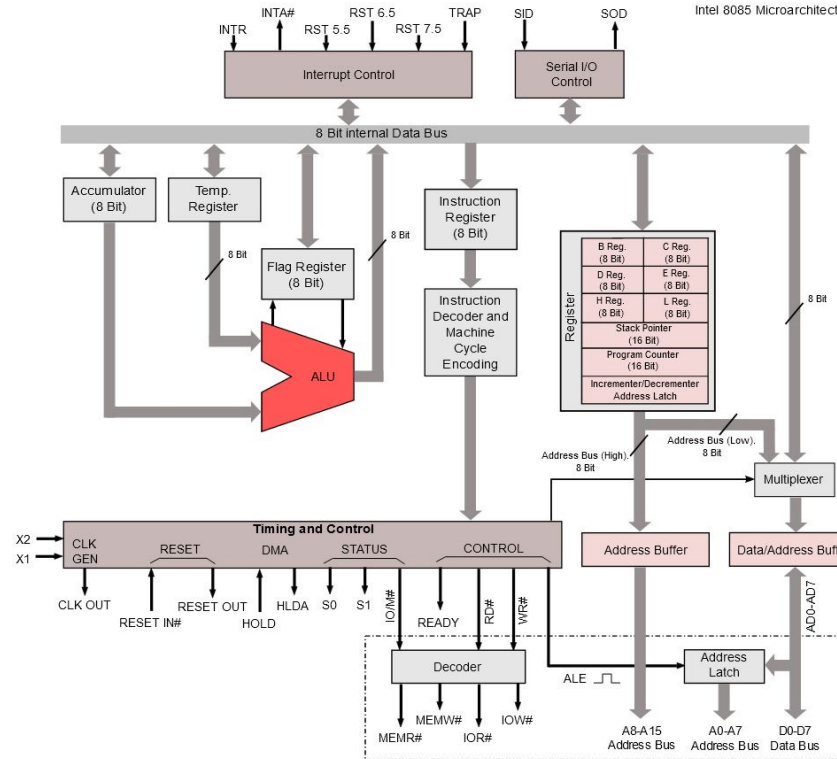 Intel 8085 Microarchitect
INTR
INTA#
RST 5.5
RST 6.5
RST 7.5
TRAP
SID
SOD
Interrupt Control
Serial I/O
Control
8 Bit internal Data Bus
Accumulator
(8 Bit)
Temp.
Register
Instruction
Register
(8 Bit)
8 Bit
8 Bit
Flag Register
(8 Bit)
Register
B Reg.
(8 Bit)
C Reg.
(8 Bit)
D Reg.
(8 Bit)
E Reg.
(8 Bit)
H Reg.
(8 Bit)
L Reg.
(8 Bit)
Stack Pointer
(16 Bit)
Program Counter
(16 Bit)
Incrementer/Decrementer
Address Latch
8 Bit
Instruction
Decoder and
Machine
Cycle
Encoding
ALU
Address Bus (High).
8 Bit
Address Bus (Low).
8 Bit
Multiplexer
Timing and Control
X2
X1
CLK
GEN
RESET
DMA
STATUS
CONTROL
Address Buffer
Data/Address Buff
CLK OUT
RESET IN#
RESET OUT
HOLD
HLDA
S0
S1
IO/M#
READY
RD#
WR#
AD0-AD7
Decoder
ALE
Address
Latch
MEMR#
MEMW#
IOR#
IOW#
A8-A15
Address Bus
A0-A7
Address Bus
D0-D7
Data Bus